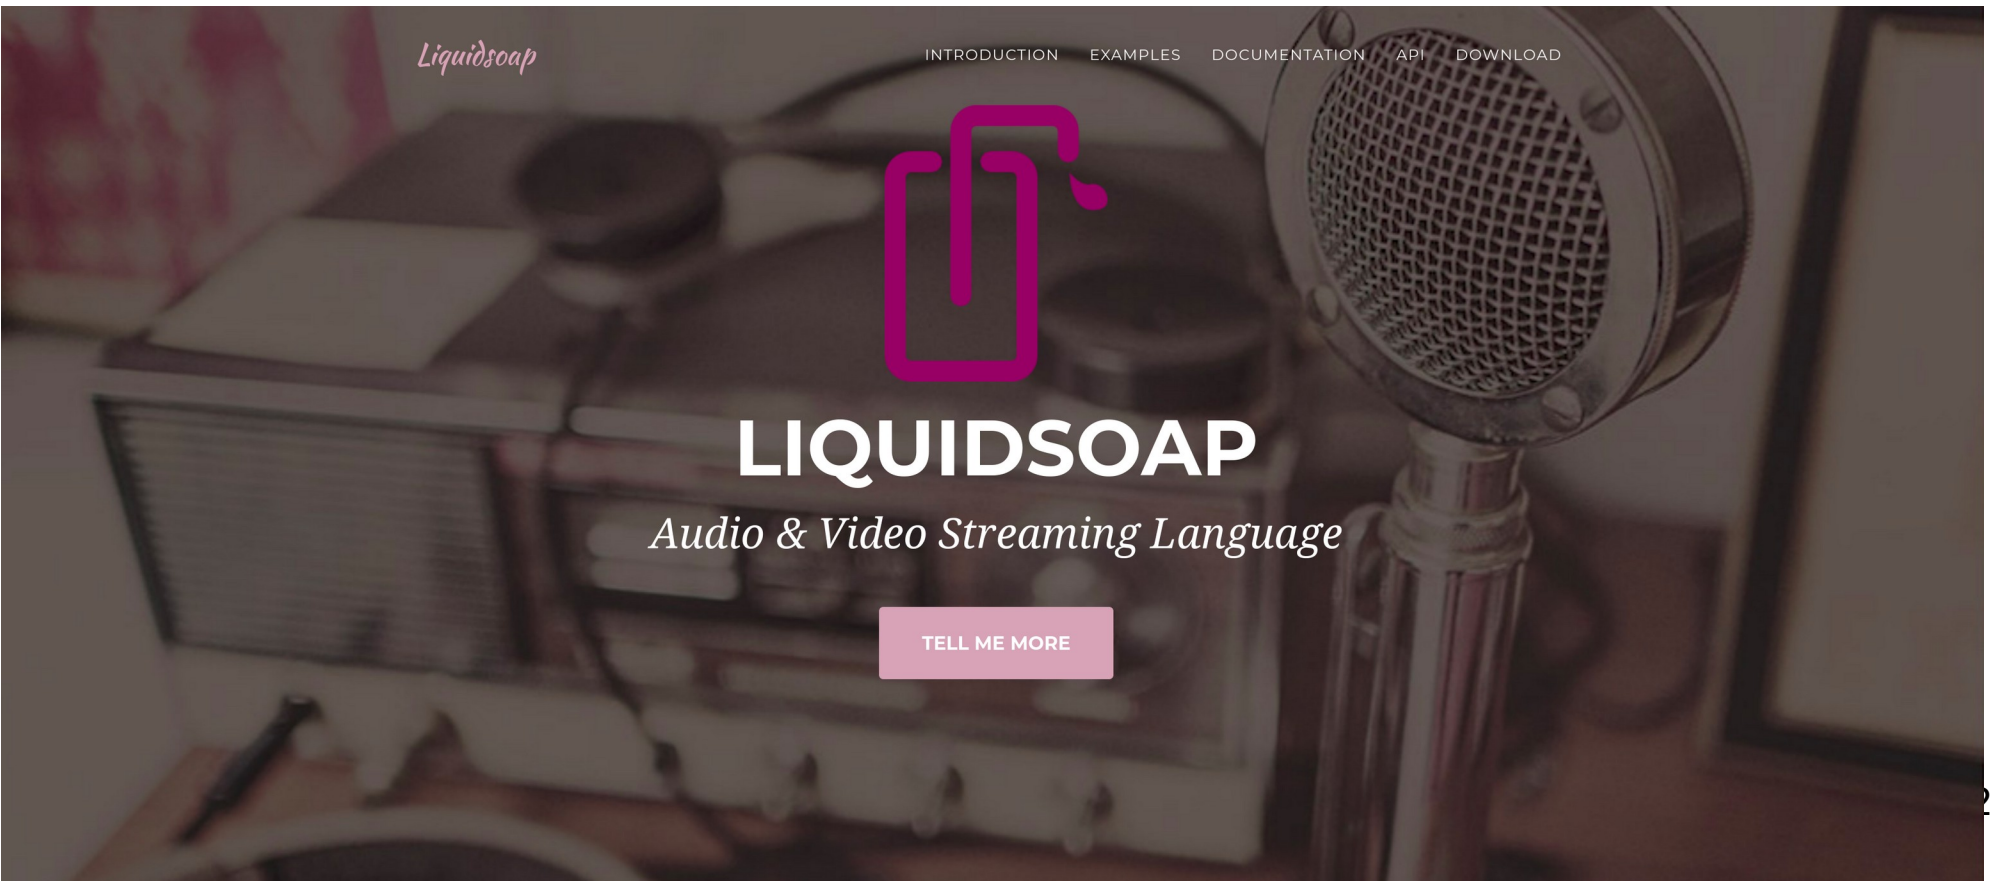 Liquidsoap
INTRODUCTION EXAMPLES DOCUMENTATION API DOWNLOAD
LIQUIDSOAP
Audio & Video Streaming Language
TELL ME MORE